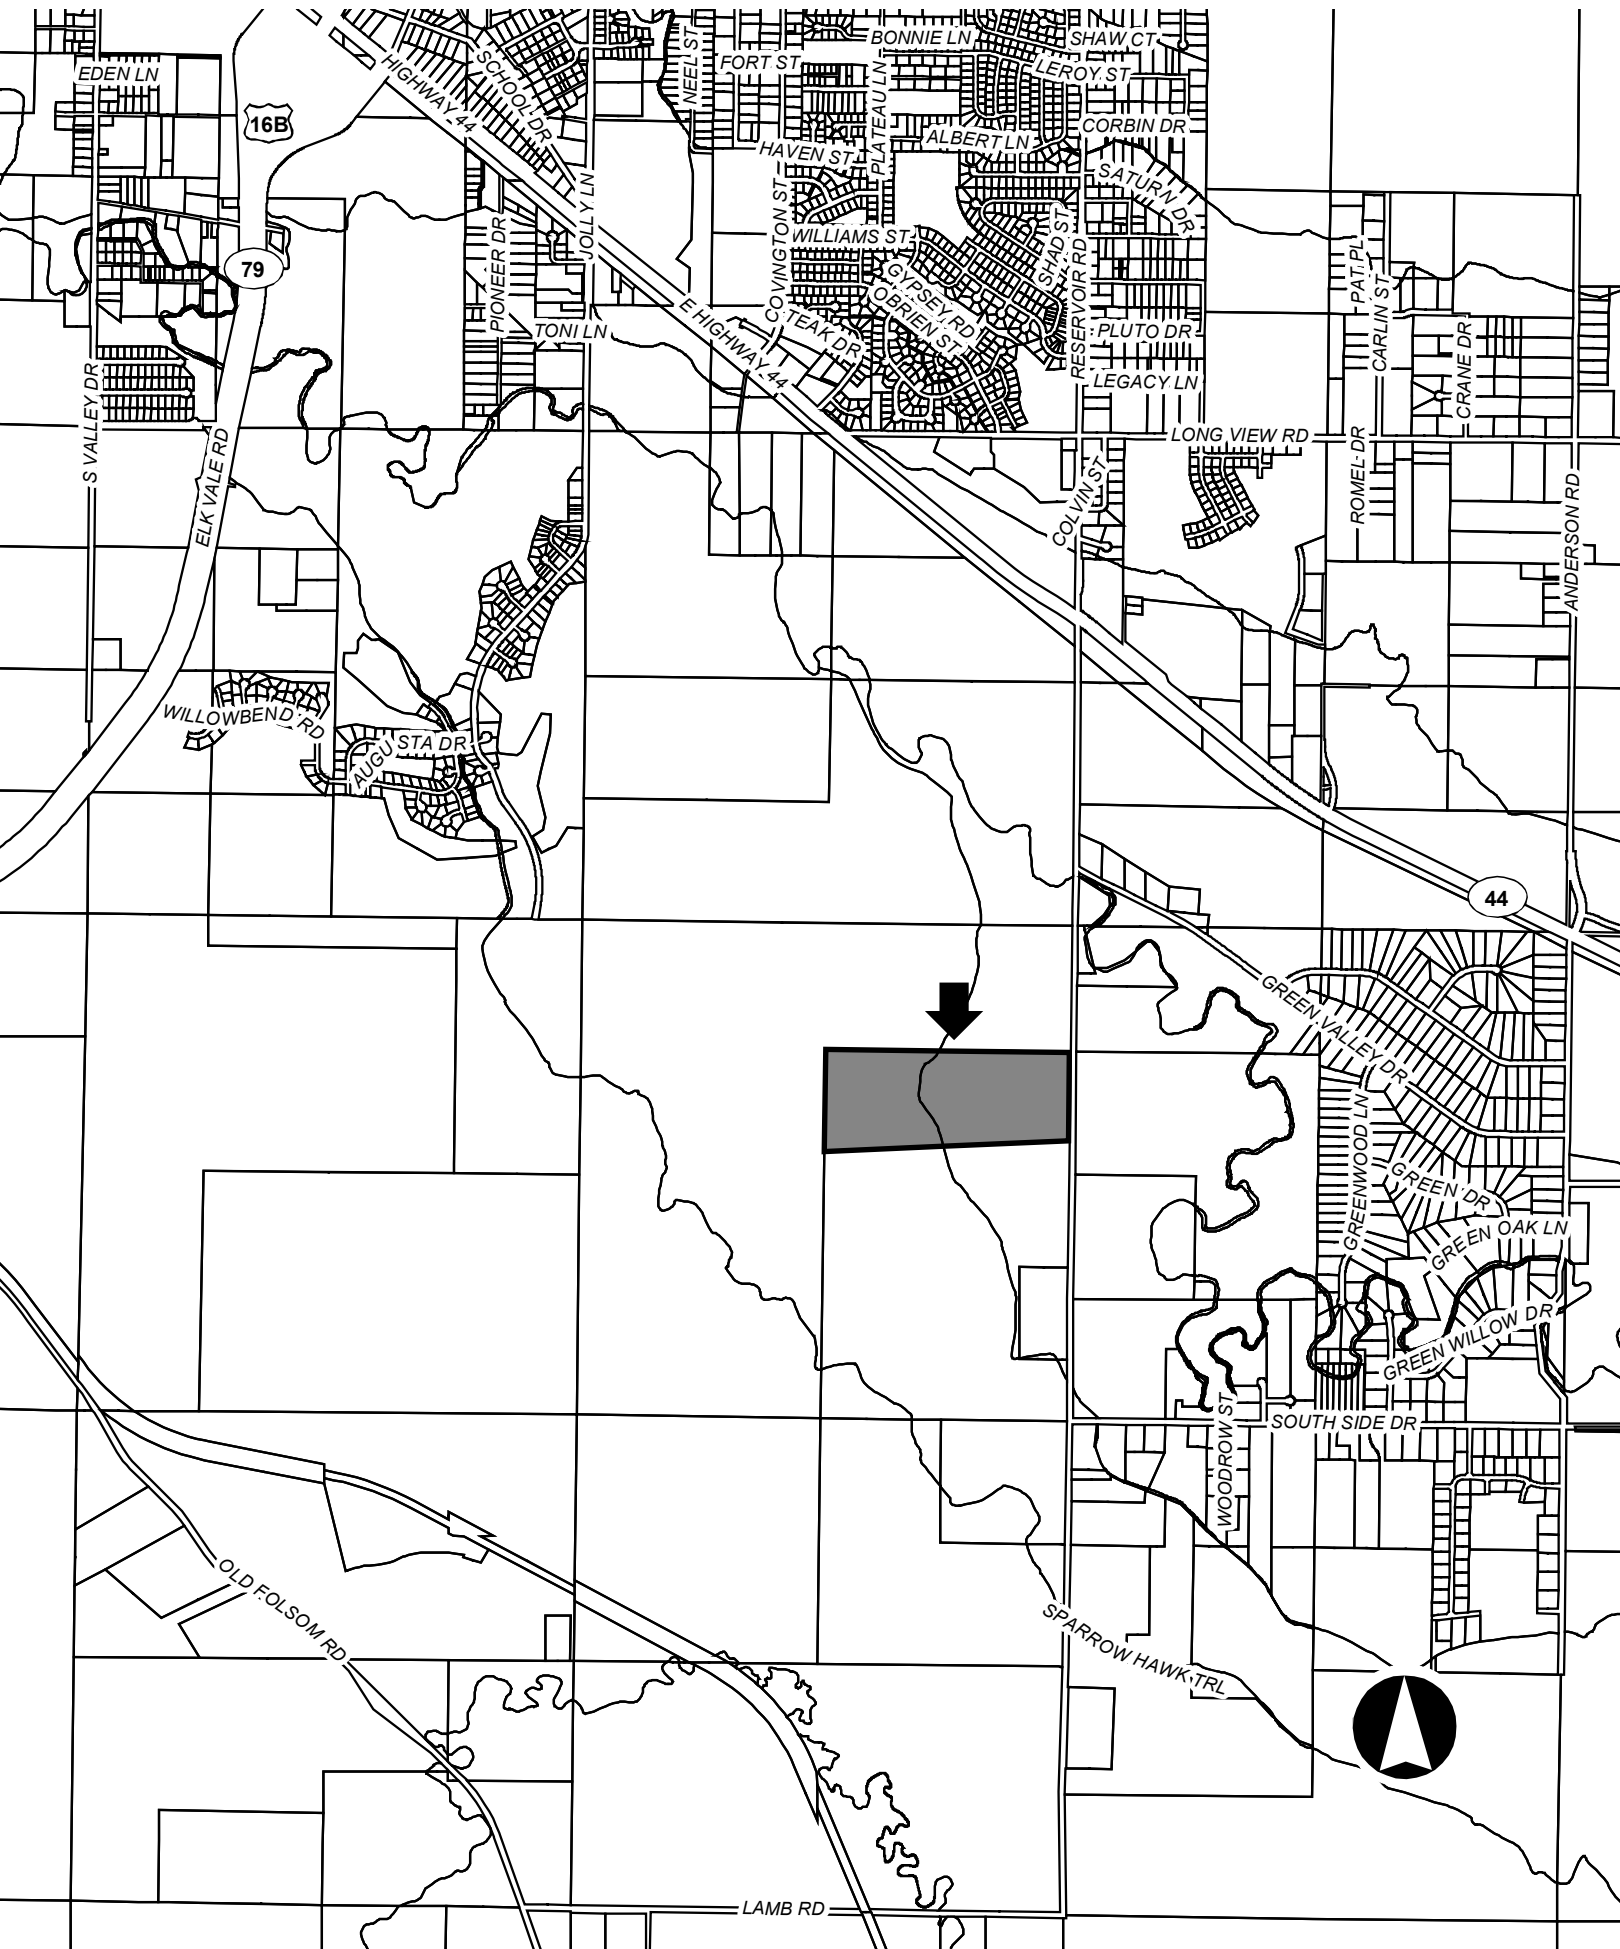 BONNIE LN
SHAW CT
EDEN LN
SCHOOL DR
NEEL ST
FORT ST
PLATEAU LN
LEROY ST
HIGHWAY 44
16B
ALBERT LN
CORBIN DR
HAVEN ST
SATURN DR
JOLLY LN
COVINGTON ST
WILLIAMS ST
SHAD ST
RESERVOIR RD
PIONEER DR
79
GYPSEY RD
OBRIEN ST
PAT PL
CARLIN ST
E HIGHWAY 44
TEAK DR
TONI LN
PLUTO DR
CRANE DR
S VALLEY DR
LEGACY LN
ELK VALE RD
LONG VIEW RD
ROMEL DR
COLVIN ST
ANDERSON RD
WILLOWBEND RD
AUGUSTA DR
44
GREEN VALLEY DR
GREENWOOD LN
GREEN DR
GREEN OAK LN
GREEN WILLOW DR
WOODROW ST
SOUTH SIDE DR
OLD FOLSOM RD
SPARROW HAWK TRL
LAMB RD